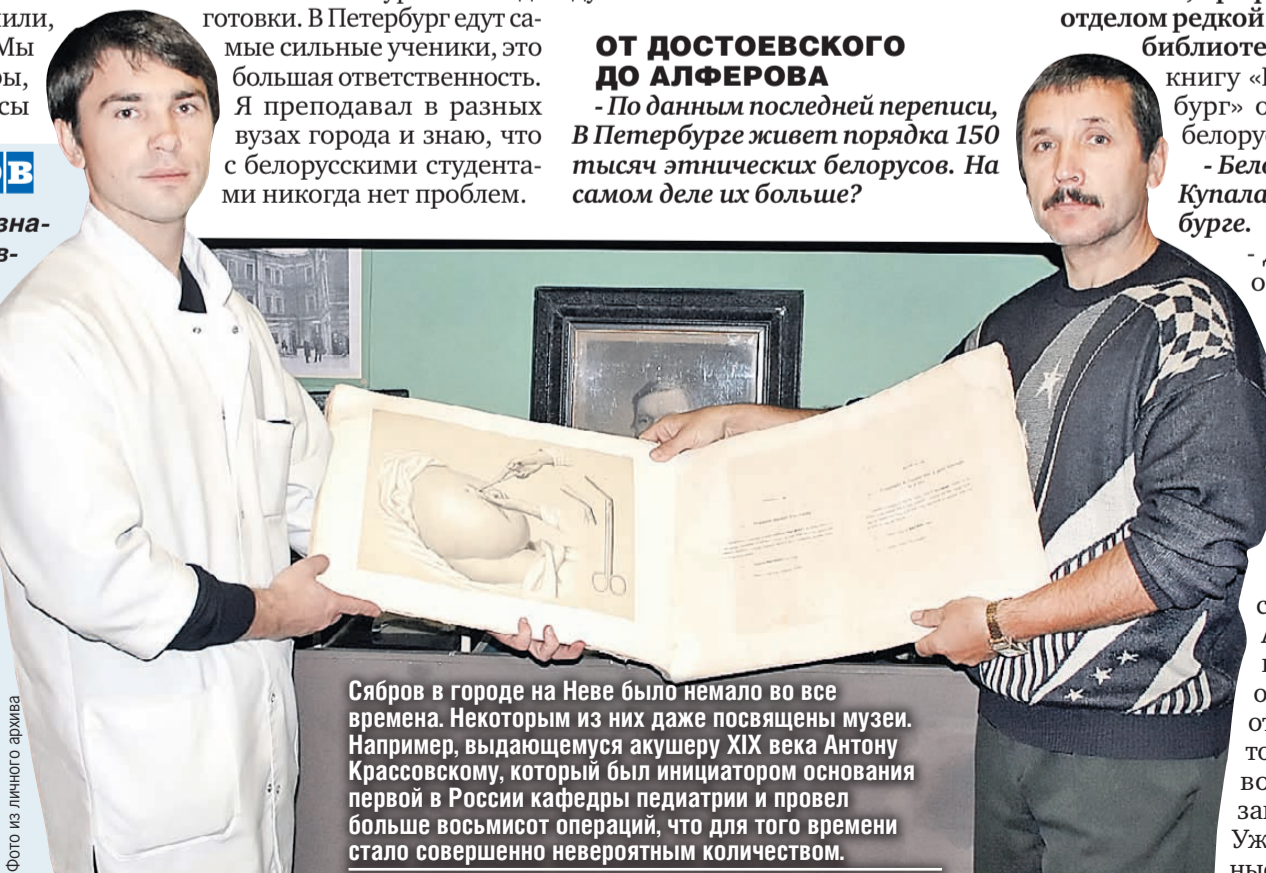 готовки. В Петербург едут са-
мые сильные ученики, это
большая ответственность.
Я преподавал в разных
вузах города и знаю, что
с белорусскими студента-
ми никогда нет проблем.
ОТ ДОСТОЕВСКОГО
ДО АЛФЕРОВА
- По данным последней переписи,
В Петербурге живет порядка 150
тысяч этнических белорусов. На
самом деле их больше?
отделом редкой
книгу
Купала
бурге.
Сябров в городе на Неве было немало во все
времена. Некоторым из них даже посвящены музеи.
Например, выдающемуся акушеру XIX века Антону
Крассовскому, который был инициатором основания
первой в России кафедры педиатрии и провел
больше восьмисот операций, что для того времени
стало совершенно невероятным количеством.
Фото из личного архива